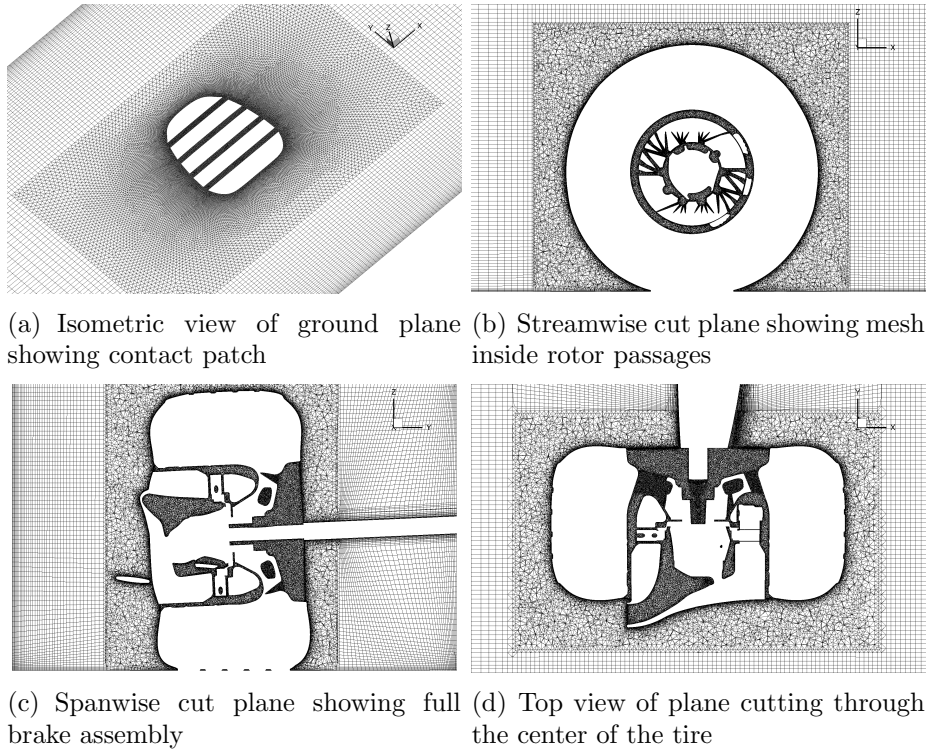 Y Z X
Z
X
(a) Isometric view of ground plane
showing contact patch
(b) Streamwise cut plane showing mesh
inside rotor passages
Z
Y
Y
X
(c) Spanwise cut plane showing full
brake assembly
(d) Top view of plane cutting through
the center of the tire